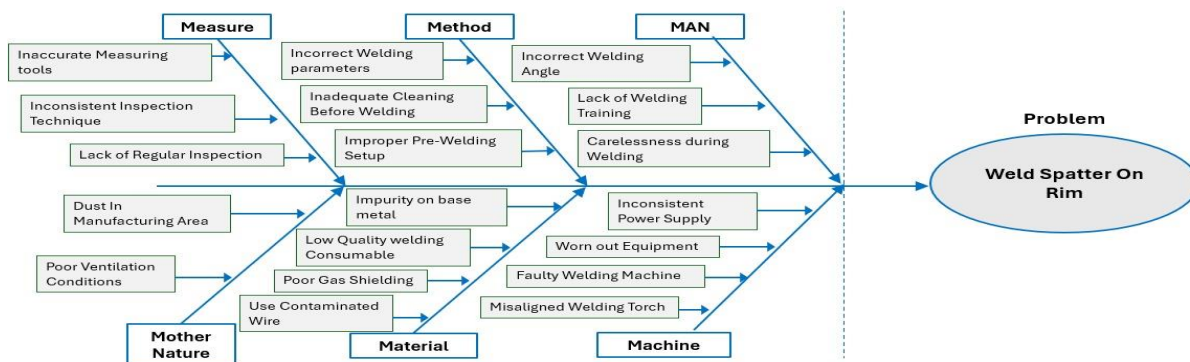 Measure
Method
MAN
Inaccurate Measuring
tools
Inconsistent Inspection
Technique
Lack of Regular Inspection
Incorrect Welding
parameters
Inadequate Cleaning
Before Welding
Improper Pre-Welding
Setup
Incorrect Welding
Angle
Lack of Welding
Training
Carelessness during
Welding
Problem
Weld Spatter On
Rim
Dust In
Manufacturing Area
Poor Ventilation
Conditions
Impurity on base
metal
Low Quality welding
Consumable
Poor Gas Shielding
Use Contaminated
Wire
Inconsistent
Power Supply
Worn out Equipment
Faulty Welding Machine
Misaligned Welding Torch
Mother
Nature
Material
Machine